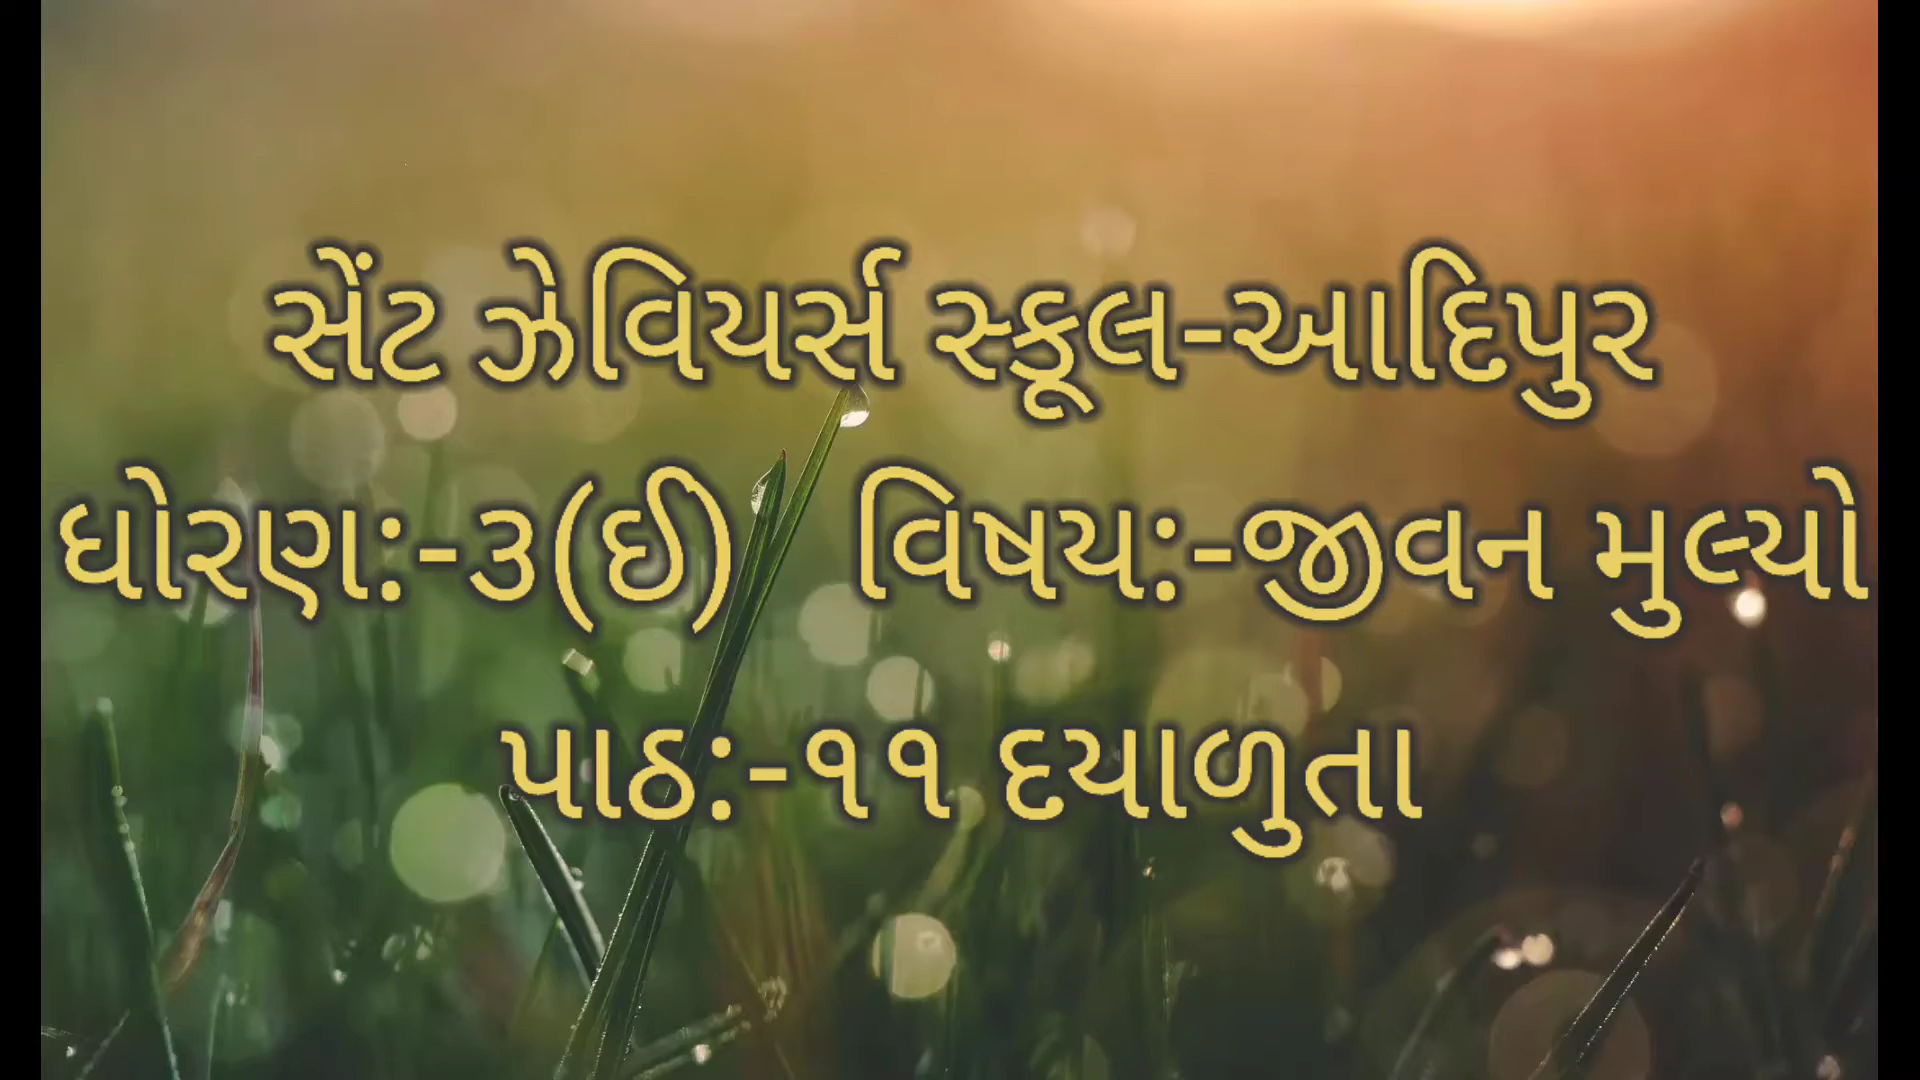 સેંટ ઝેવિયર્સ સ્કૂલ-આદિપુર
ધોરણ:-૩(ઈ) વિષય:-જીવન મુલ્યો
પાઠ:-૧૧ દયાળુતા